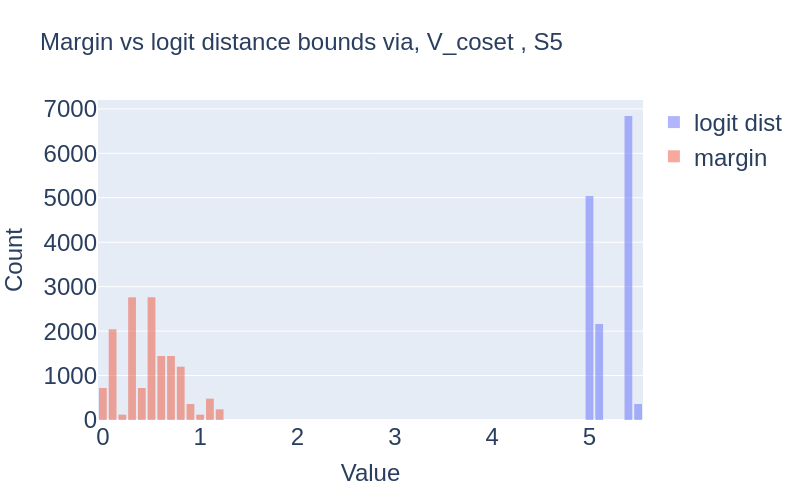 Margin vs logit distance bounds via, V_coset , S5
7000
6000
5000
4000
3000
2000
1000
0
Count
0 1 2 3 4 5
Value
logit dist
margin